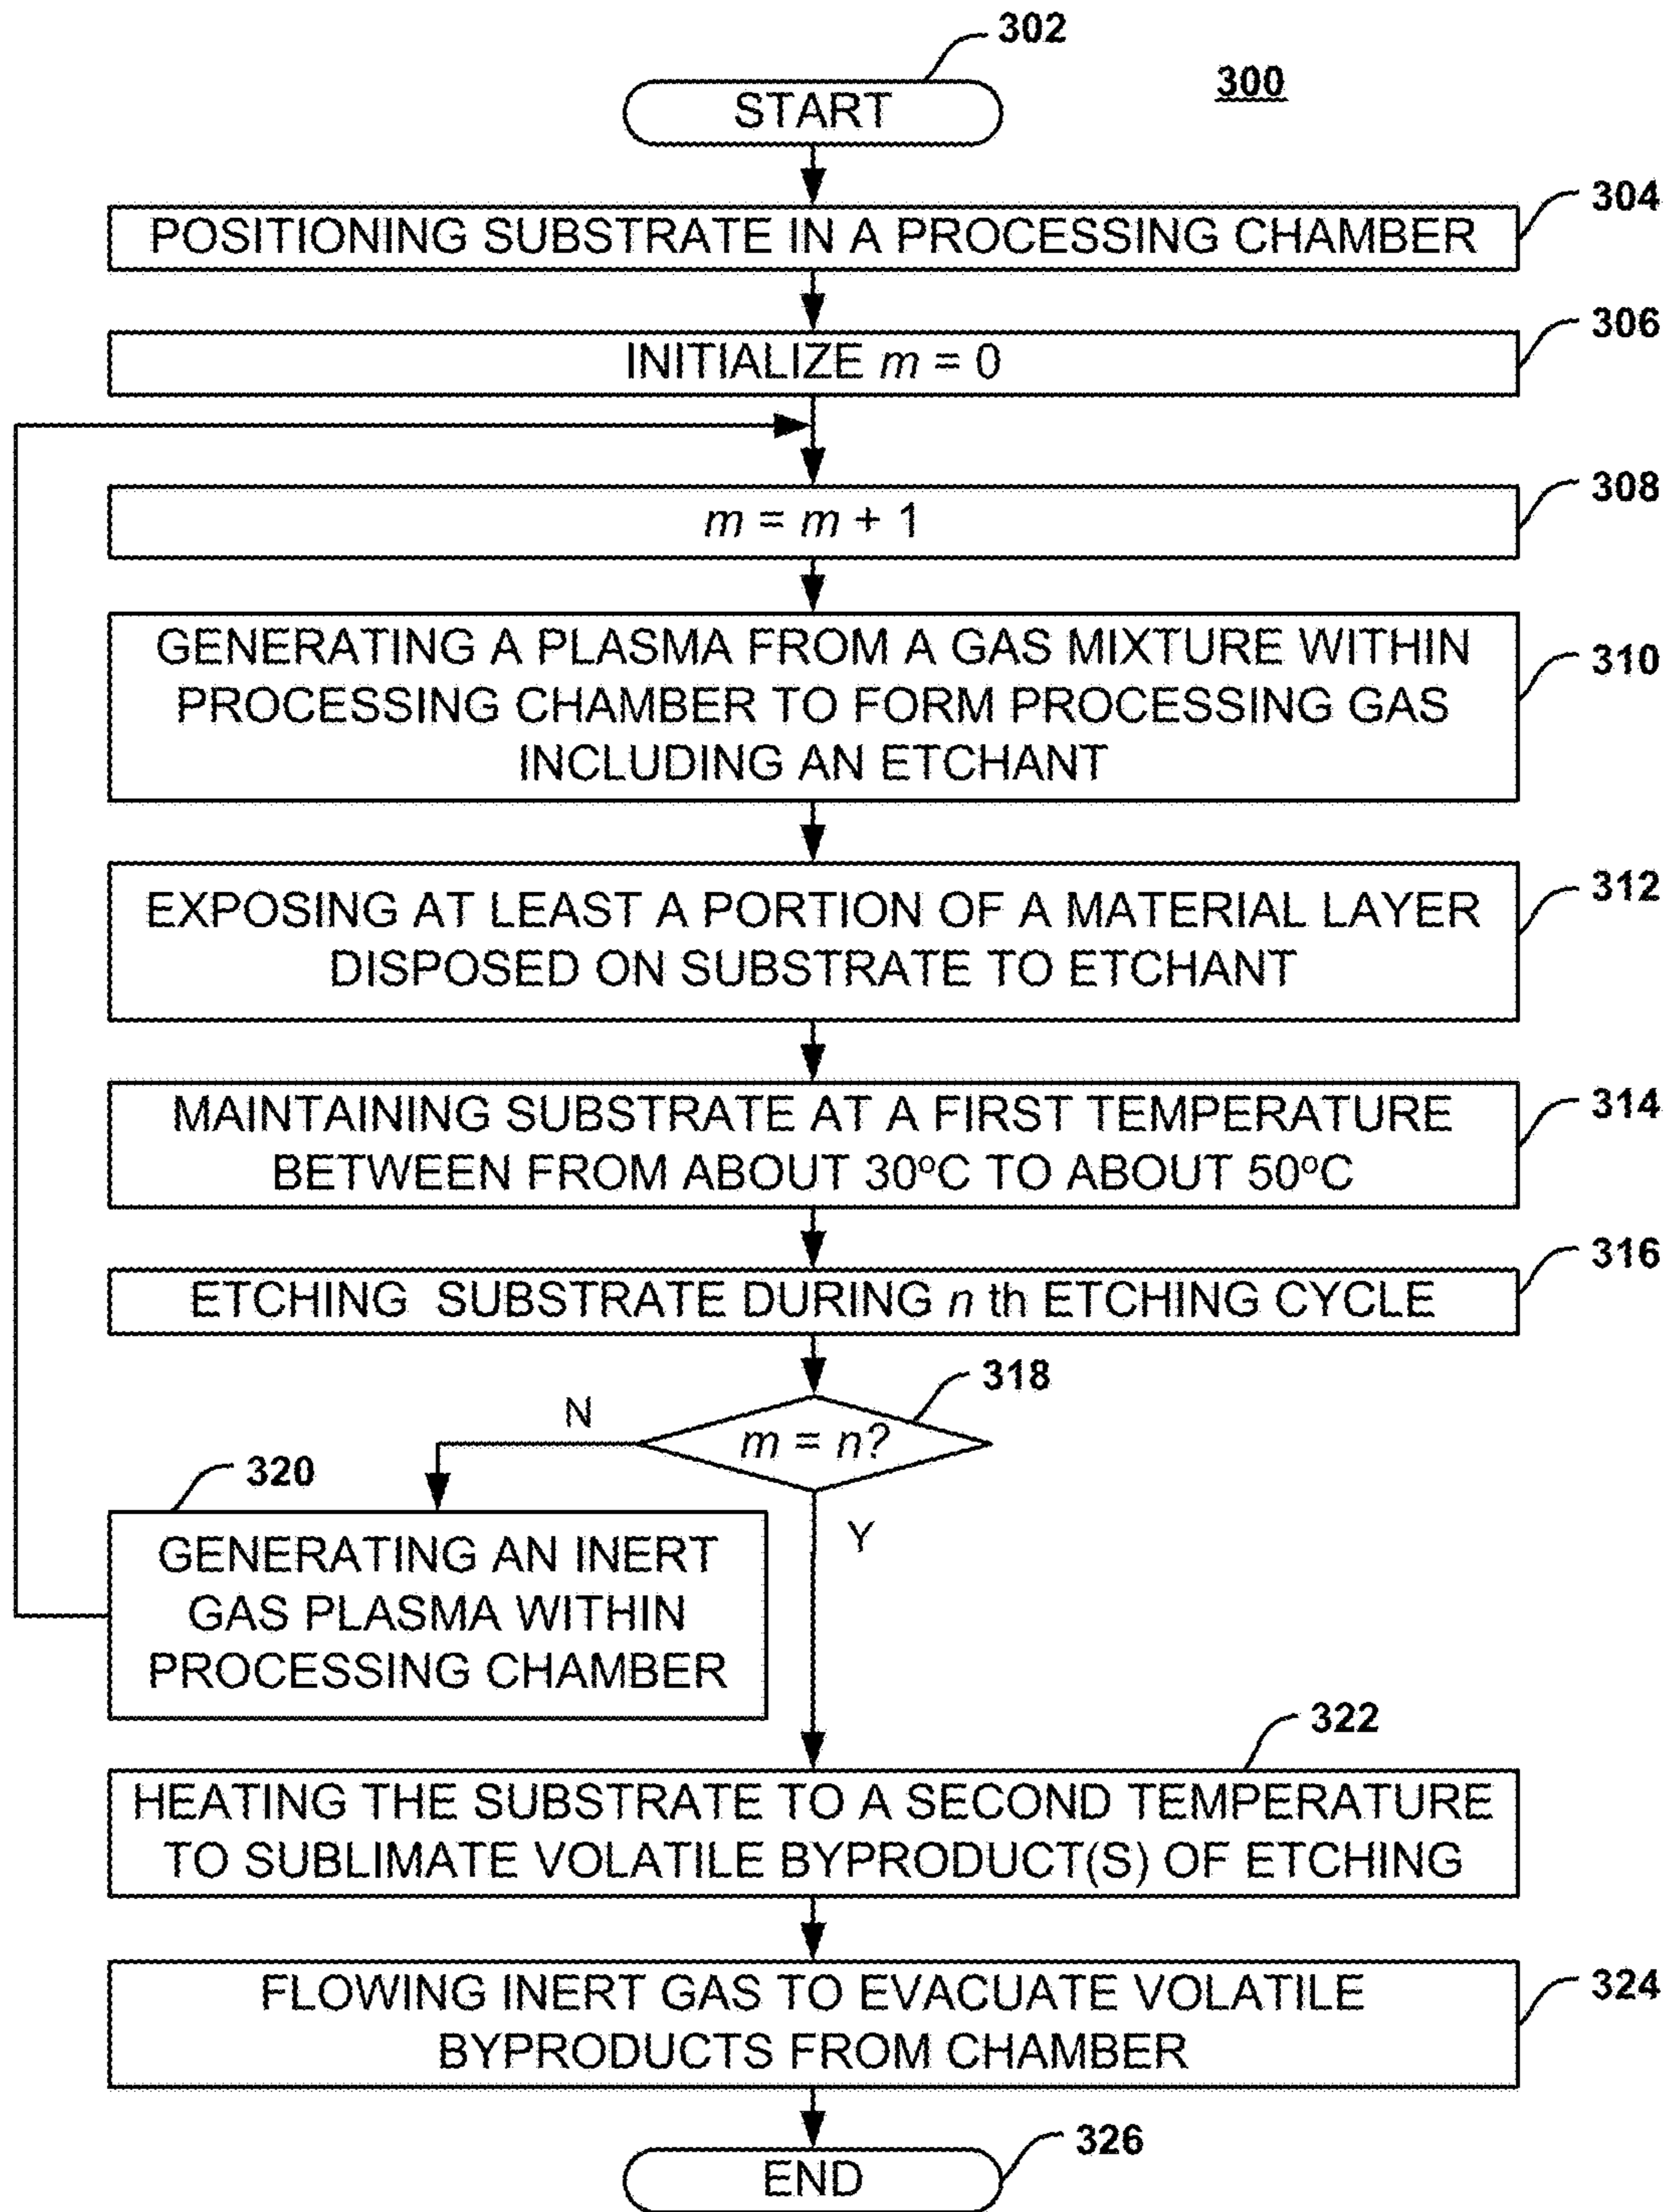 302
300
START
304
POSITIONING SUBSTRATE IN A PROCESSING CHAMBER
306
INITIALIZE m = 0
308
m = m + 1
310
GENERATING A PLASMA FROM A GAS MIXTURE WITHIN
PROCESSING CHAMBER TO FORM PROCESSING GAS
INCLUDING AN ETCHANT
312
EXPOSING AT LEAST A PORTION OF A MATERIAL LAYER
DISPOSED ON SUBSTRATE TO ETCHANT
314
MAINTAINING SUBSTRATE AT A FIRST TEMPERATURE
BETWEEN FROM ABOUT 30°C TO ABOUT 50°C
316
ETCHING SUBSTRATE DURING n th ETCHING CYCLE
318
N
m = n?
320
Y
GENERATING AN INERT
GAS PLASMA WITHIN
PROCESSING CHAMBER
322
HEATING THE SUBSTRATE TO A SECOND TEMPERATURE
TO SUBLIMATE VOLATILE BYPRODUCT(S) OF ETCHING
324
FLOWING INERT GAS TO EVACUATE VOLATILE
BYPRODUCTS FROM CHAMBER
326
END